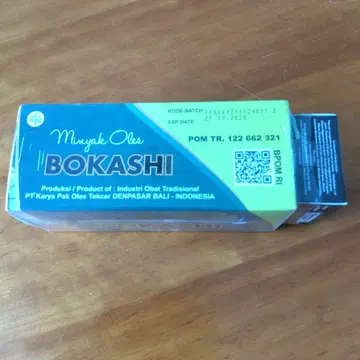 KODE BATCH
EXP DATE
POM TR. 122 662 321
Minyak Oles
BOKASHI
BPOM RI
Produksi / Product of : Industri Obat Tradisional
PT Karya Pak Oles Tokcer DENPASAR BALI - INDONESIA